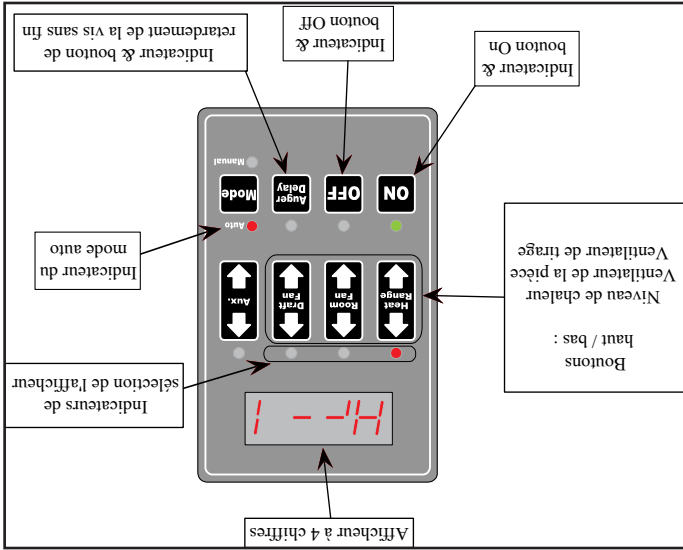 Afficheur à 4 chiffres
Hr - 1
Indicateurs de
sélection de l'afficheur
Boutons
haut / bas :
Niveau de chaleur
Ventilateur de la pièce
Ventilateur de tirage
Heat
Range
Room
Fan
Draft
Fan
Aux.
Indicateur du
mode auto
Auto
ON
OFF
Auger
Delay
Mode
Manual
Indicateur &
bouton On
Indicateur &
bouton Off
Indicateur & bouton de
retardement de la vis sans fin